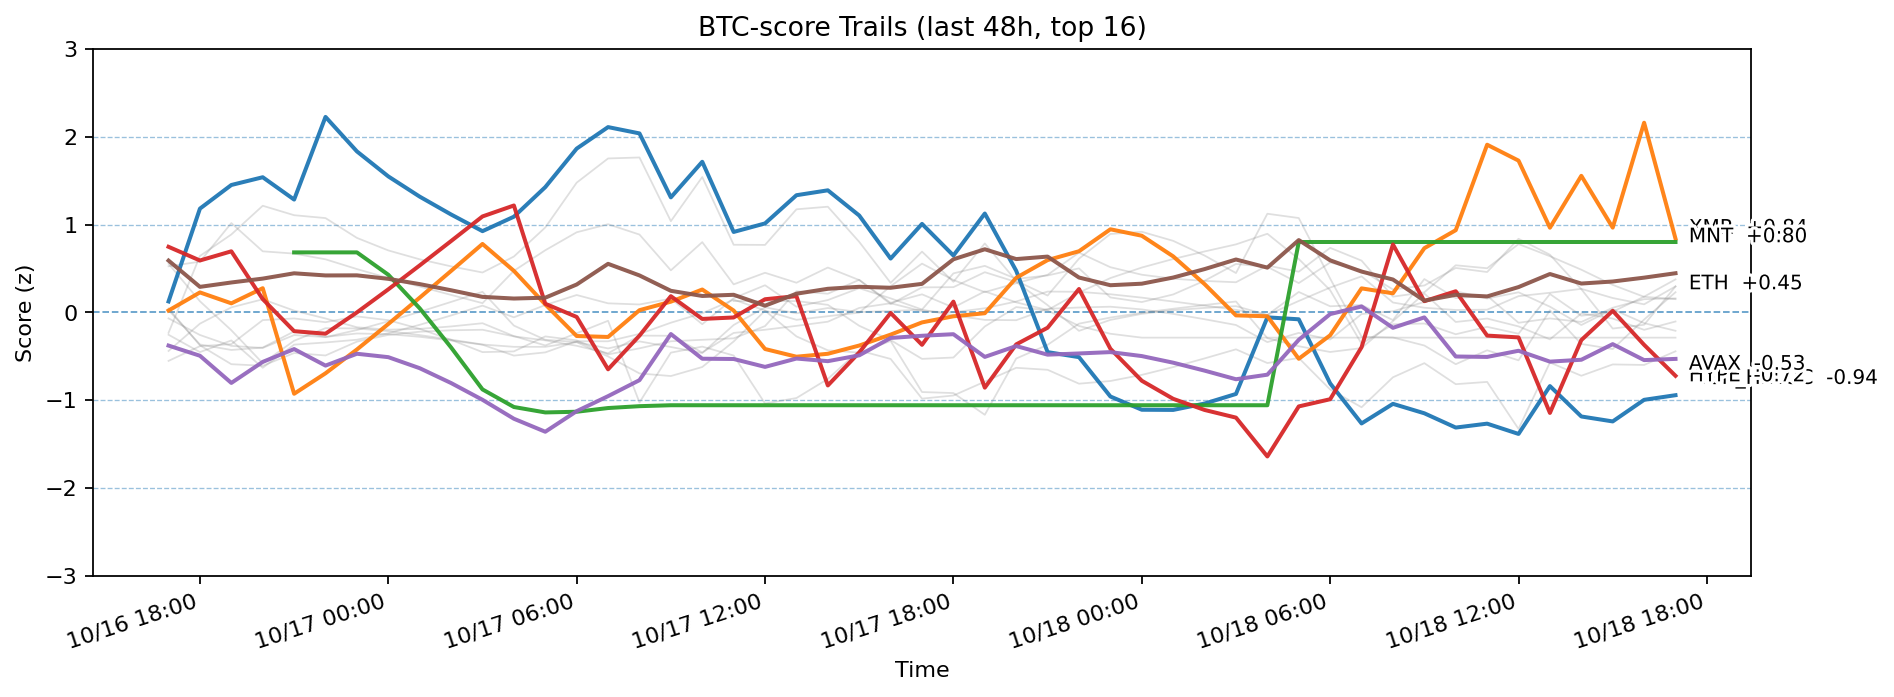 BTC-score Trails (last 48h, top 16)
Score (z)
3
2
1
0
−1
−2
−3
XMR +0.84
MNT +0.80
ETH +0.45
AVAX -0.53
-0.94
10/16 18:00
10/17 00:00
10/17 06:00
10/17 12:00
10/17 18:00
10/18 00:00
10/18 06:00
10/18 12:00
10/18 18:00
Time